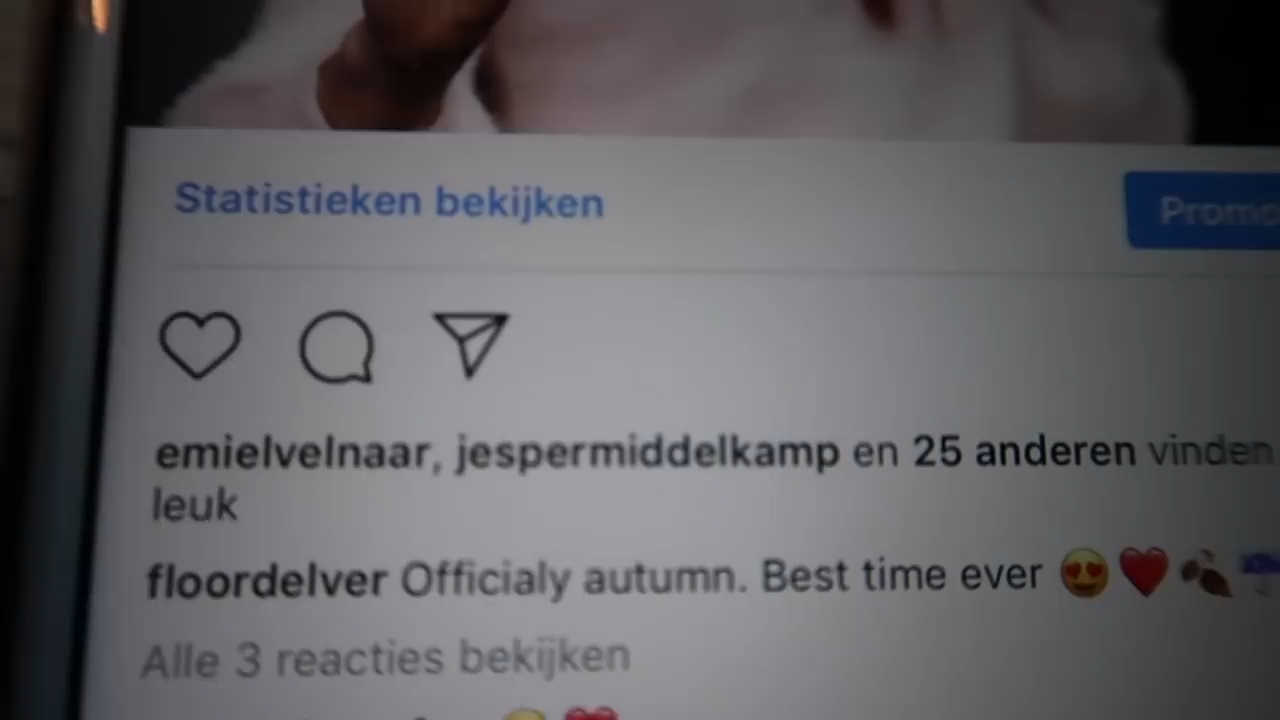 Statistieken bekijken
Promo
emielvelnaar, jespermiddelkamp en 25 anderen vinden
leuk
floordelver Officialy autumn. Best time ever 😍❤️🍂☔
Alle 3 reacties bekijken